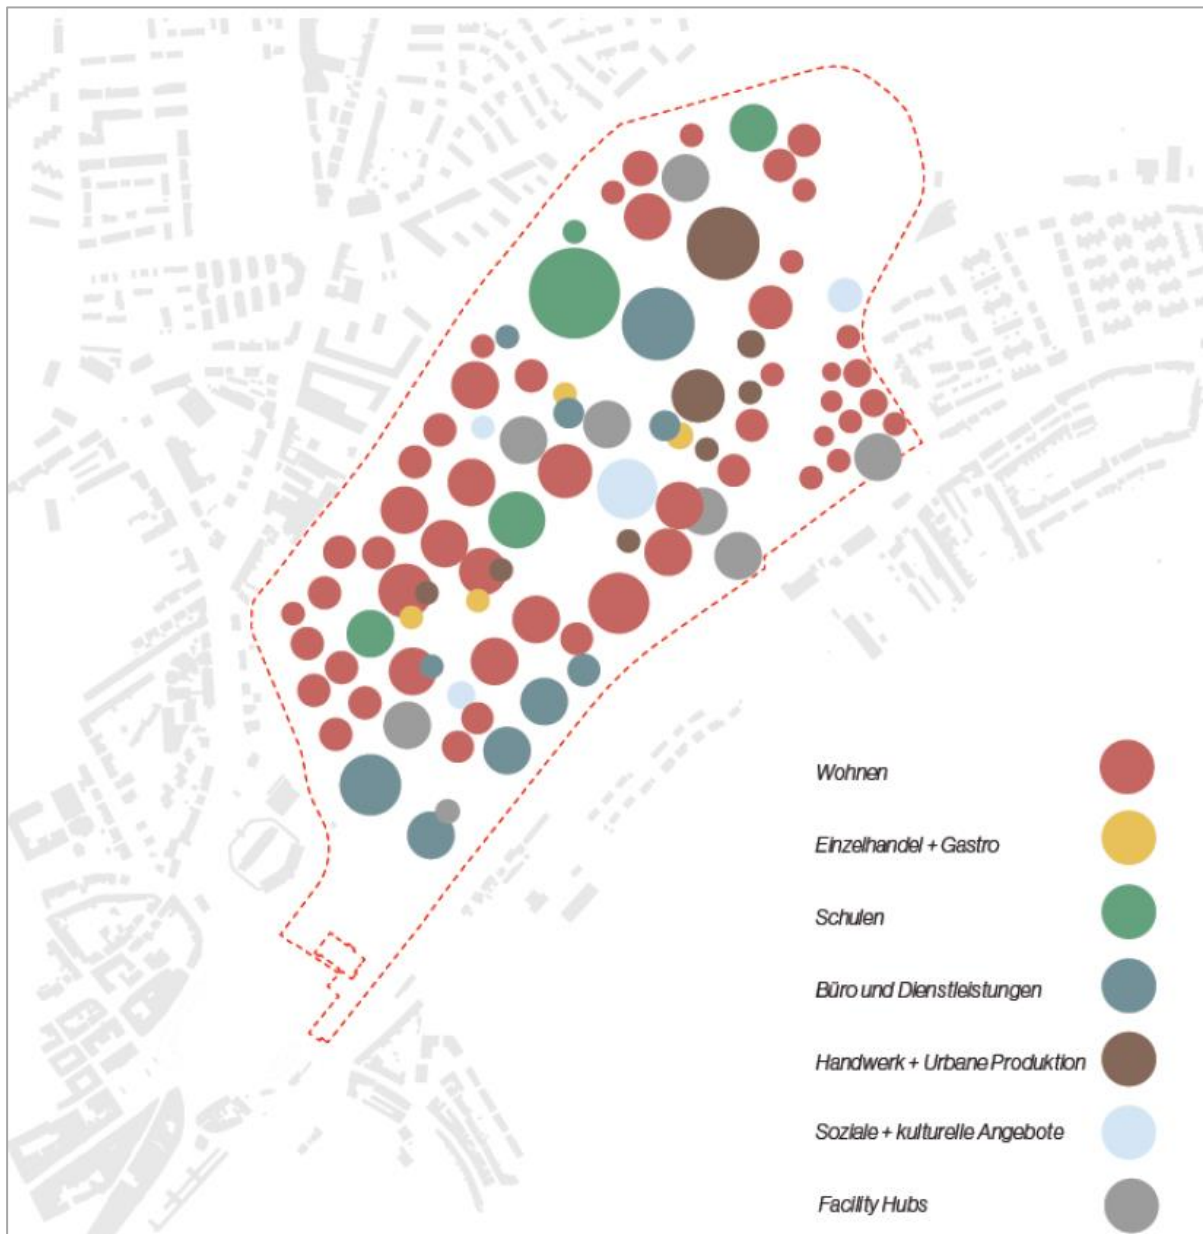 Wohnen
Einzelhandel + Gastro
Schulen
Büro und Dienstleistungen
Handwerk + Urbane Produktion
Soziale + kulturelle Angebote
Facility Hubs